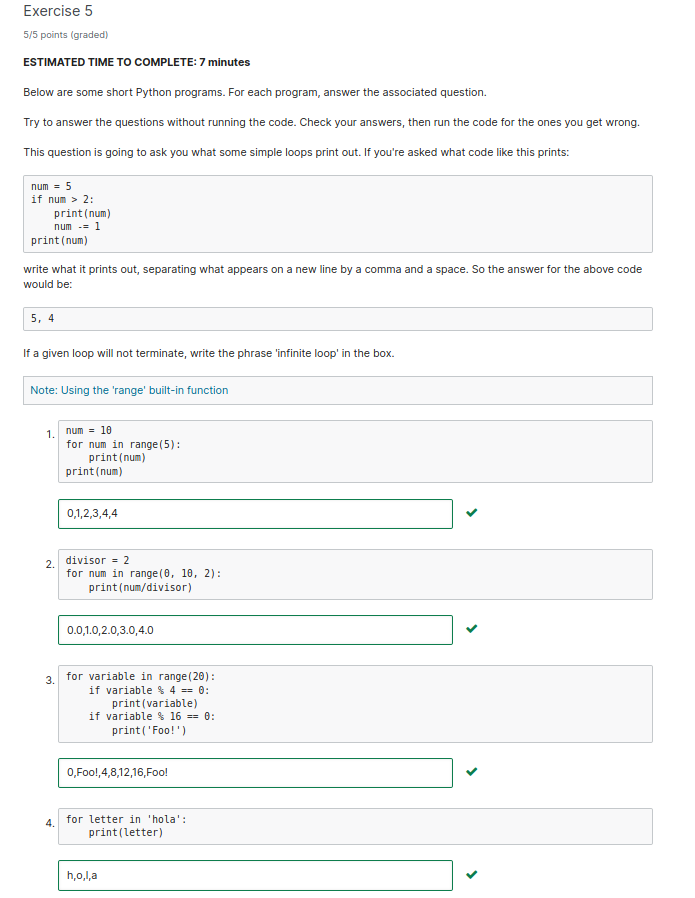 Exercise 5
5/5 points (graded)
ESTIMATED TIME TO COMPLETE: 7 minutes
Below are some short Python programs. For each program, answer the associated question.
Try to answer the questions without running the code. Check your answers, then run the code for the ones you get wrong.
This question is going to ask you what some simple loops print out. If you're asked what code like this prints:
num = 5
if num > 2:
    print(num)
    num -= 1
print(num)
write what it prints out, separating what appears on a new line by a comma and a space. So the answer for the above code
would be:
5, 4
If a given loop will not terminate, write the phrase 'infinite loop' in the box.
Note: Using the 'range' built-in function
1.
num = 10
for num in range(5):
    print(num)
print(num)
0,1,2,3,4,4
2.
divisor = 2
for num in range(0, 10, 2):
    print(num/divisor)
0.0,1.0,2.0,3.0,4.0
3.
for variable in range(20):
    if variable % 4 == 0:
        print(variable)
    if variable % 16 == 0:
        print('Foo!')
0,Foo!,4,8,12,16,Foo!
4.
for letter in 'hola':
    print(letter)
h,o,l,a